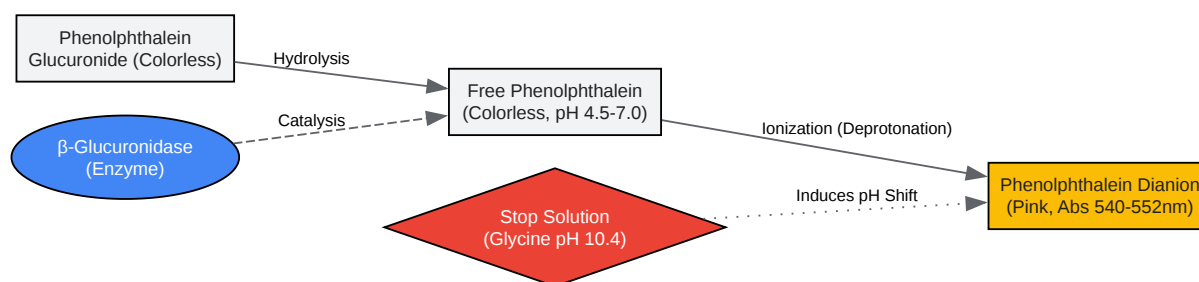 Phenolphthalein
Glucuronide (Colorless)
Hydrolysis
β-Glucuronidase
(Enzyme)
Catalysis
Free Phenolphthalein
(Colorless, pH 4.5-7.0)
Ionization (Deprotonation)
Stop Solution
(Glycine pH 10.4)
Induces pH Shift
Phenolphthalein Dianion
(Pink, Abs 540-552nm)